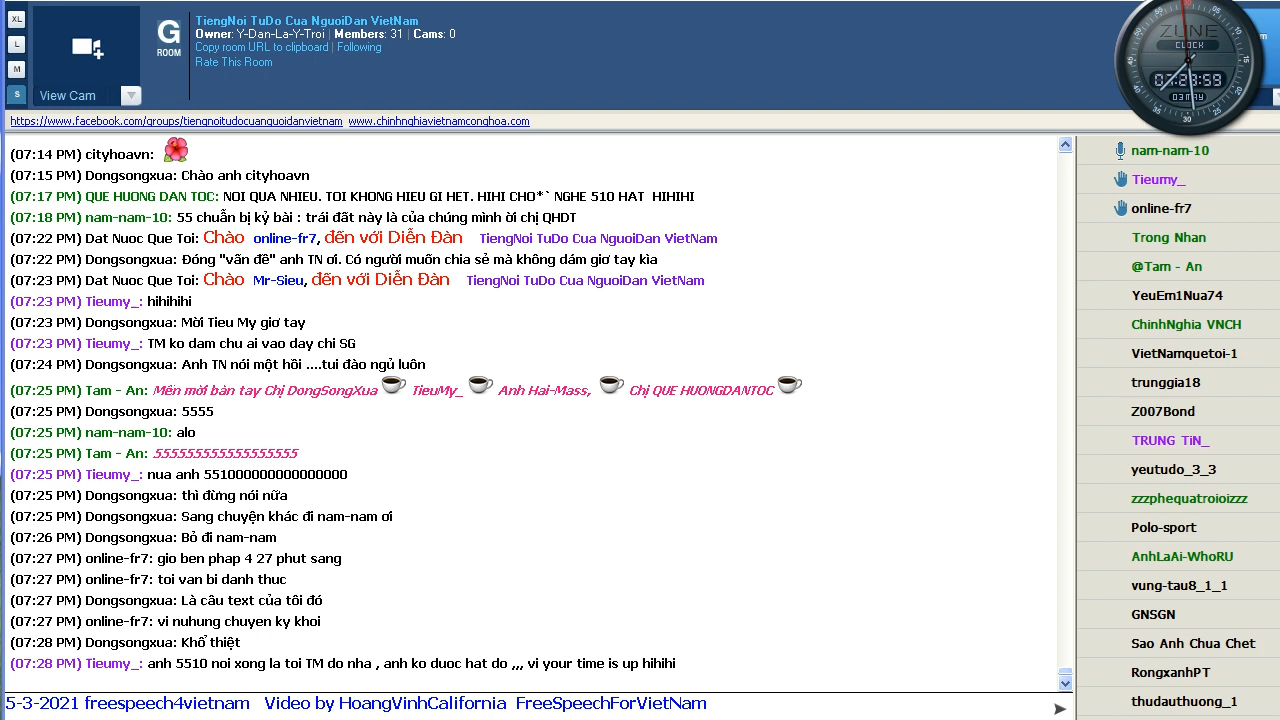 XL
L
M
S
View Cam
G
ROOM
TiengNoi TuDo Cua NguoiDan VietNam
Owner: Y-Dan-La-Y-Troi | Members: 31 | Cams: 0
Copy room URL to clipboard | Following
Rate This Room
ZUNE
CLOCK
07:28:59
03 MAY
https://www.facebook.com/groups/tiengnoitudocuanguoidanvietnam www.chinhnghiavietnamconghoa.com
(07:14 PM) cityhoavn:
(07:15 PM) Dongsongxua: Chào anh cityhoavn
(07:17 PM) QUE HUONG DAN TOC: NOI QUA NHIEU. TOI KHONG HIEU GI HET. HIHI CHO*` NGHE 510 HAT HIHIHI
(07:18 PM) nam-nam-10: 55 chuẩn bị kỷ bài : trái đất này là của chúng mình ời chị QHDT
(07:22 PM) Dat Nuoc Que Toi: Chào online-fr7, đến với Diễn Đàn TiengNoi TuDo Cua NguoiDan VietNam
(07:22 PM) Dongsongxua: Đóng "vấn đề" anh TN ơi. Có người muốn chia sẻ mà không dám giơ tay kìa
(07:23 PM) Dat Nuoc Que Toi: Chào Mr-Sieu, đến với Diễn Đàn TiengNoi TuDo Cua NguoiDan VietNam
(07:23 PM) Tieumy_: hihihihi
(07:23 PM) Dongsongxua: Mời Tieu My giơ tay
(07:23 PM) Tieumy_: TM ko dam chu ai vao day chi SG
(07:24 PM) Dongsongxua: Anh TN nói một hồi ....tui đào ngủ luôn
(07:25 PM) Tam - An: Mến mời bàn tay Chị DongSongXua TieuMy_ Anh Hai-Mass, Chị QUE HUONGDANTOC
(07:25 PM) Dongsongxua: 5555
(07:25 PM) nam-nam-10: alo
(07:25 PM) Tam - An: 555555555555555555
(07:25 PM) Tieumy_: nua anh 551000000000000000
(07:25 PM) Dongsongxua: thì đừng nói nữa
(07:25 PM) Dongsongxua: Sang chuyện khác đi nam-nam ơi
(07:26 PM) Dongsongxua: Bỏ đi nam-nam
(07:27 PM) online-fr7: gio ben phap 4 27 phut sang
(07:27 PM) online-fr7: toi van bi danh thuc
(07:27 PM) Dongsongxua: Là câu text của tôi đó
(07:27 PM) online-fr7: vi nuhung chuyen ky khoi
(07:28 PM) Dongsongxua: Khổ thiệt
(07:28 PM) Tieumy_: anh 5510 noi xong la toi TM do nha , anh ko duoc hat do ,,, vi your time is up hihihi
nam-nam-10
Tieumy_
online-fr7
Trong Nhan
@Tam - An
YeuEm1Nua74
ChinhNghia VNCH
VietNamquetoi-1
trunggia18
Z007Bond
TRUNG TiN_
yeutudo_3_3
zzzphequatroioizzz
Polo-sport
AnhLaAi-WhoRU
vung-tau8_1_1
GNSGN
Sao Anh Chua Chet
RongxanhPT
thudauthuong_1
5-3-2021 freespeech4vietnam Video by HoangVinhCalifornia FreeSpeechForVietNam